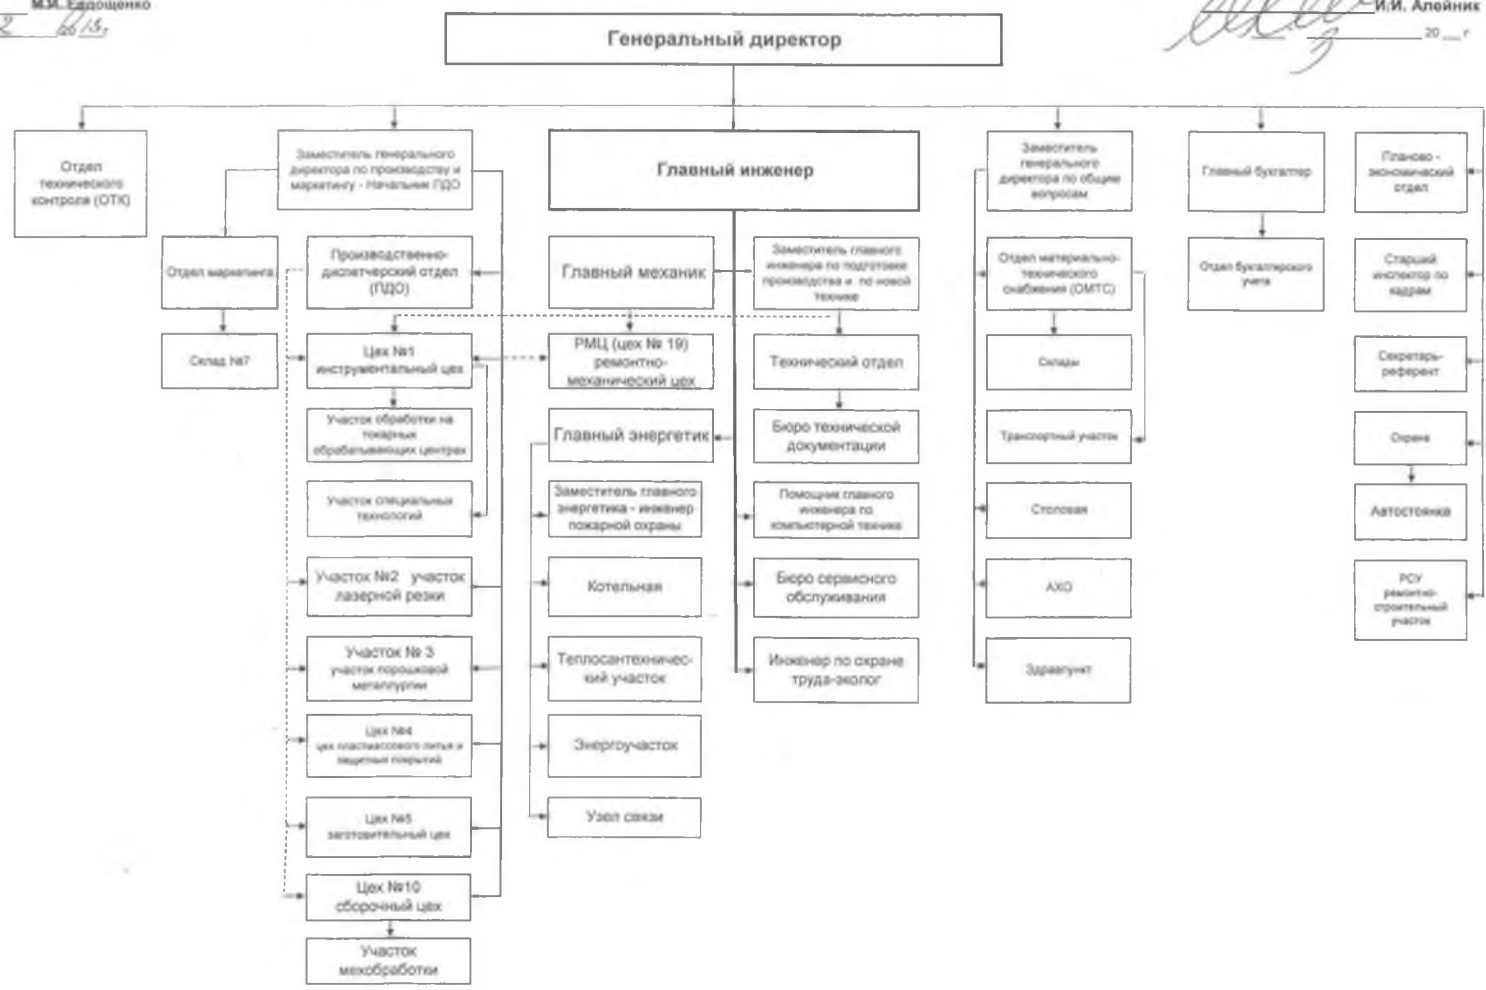 М.И. Евдощенко
И.И. Алейник
2 2013г.
20 __ г
Генеральный директор
Отдел
технического
контроля (ОТК)
Заместитель генерального
директора по производству и
маркетингу - Начальник ПДО
Главный инженер
Заместитель
генерального
директора по общим
вопросам
Главный бухгалтер
Планово -
экономический
отдел
Отдел маркетинга
Производственно-
диспетчерский отдел
(ПДО)
Главный механик
Заместитель главного
инженера по подготовке
производства и по новой
технике
Отдел материально-
технического
снабжения (ОМТС)
Отдел бухгалтерского
учета
Старший
инспектор по
кадрам
Склад №7
Цех №1
инструментальный цех
РМЦ (цех № 19)
ремонтно-
механический цех
Технический отдел
Склады
Секретарь-
референт
Участок обработки на
токарных
обрабатывающих центрах
Главный энергетик
Бюро технической
документации
Транспортный участок
Охрана
Участок специальных
технологий
Заместитель главного
энергетика - инженер
пожарной охраны
Помощник главного
инженера по
компьютерной технике
Столовая
Автостоянка
Участок №2 участок
лазерной резки
Котельная
Бюро сервисного
обслуживания
АХО
РСУ
ремонтно-
строительный
участок
Участок № 3
участок порошковой
металлургии
Теплосантехничес-
кий участок
Инженер по охране
труда-эколог
Здравпункт
Цех №4
цех пластмассового литья и
защитных покрытий
Энергоучасток
Цех №5
заготовительный цех
Узел связи
Цех №10
сборочный цех
Участок
мехобработки